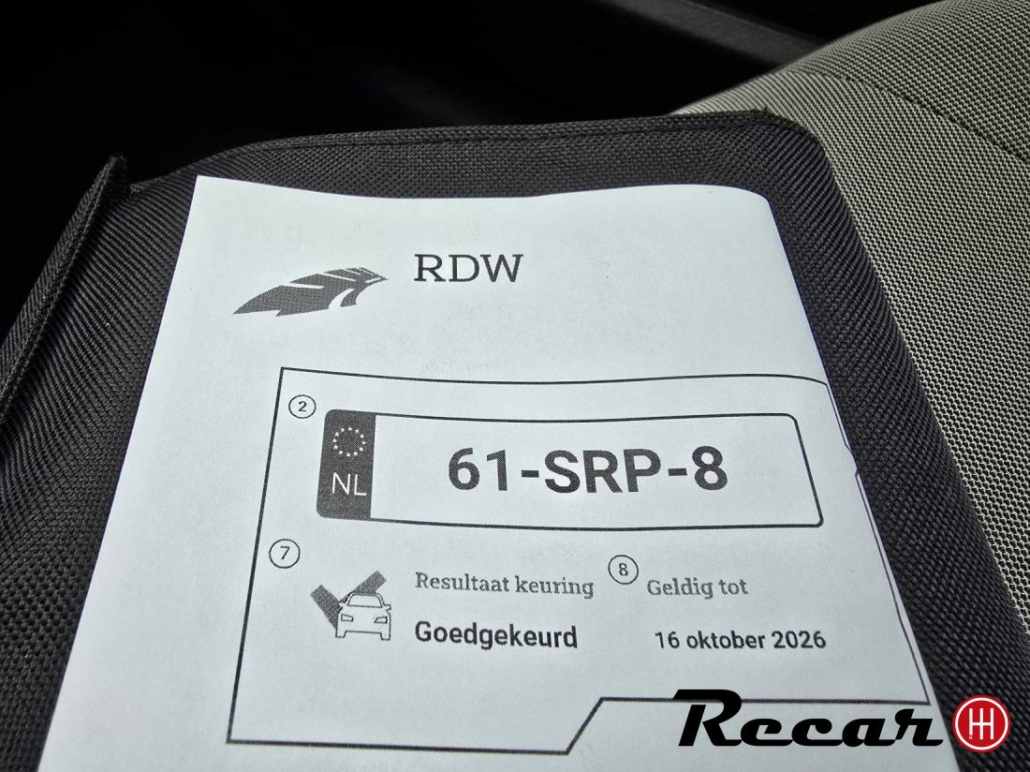 RDW
2
NL
61-SRP-8
7
Resultaat keuring
Goedgekeurd
8
Geldig tot
16 oktober 2026
Recar